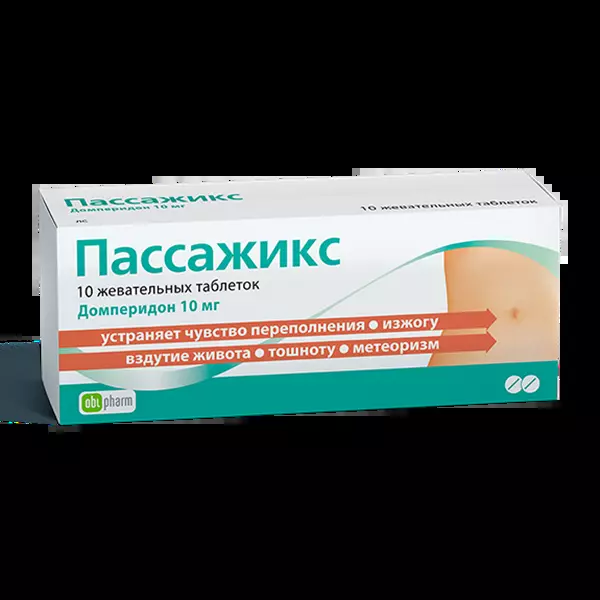 Пассажикс
Домперидон 10 мг
10 жевательных таблеток
ЛС
Пассажикс
10 жевательных таблеток
Домперидон 10 мг
устраняет чувство переполнения • изжогу
вздутие живота • тошноту • метеоризм
obl pharm